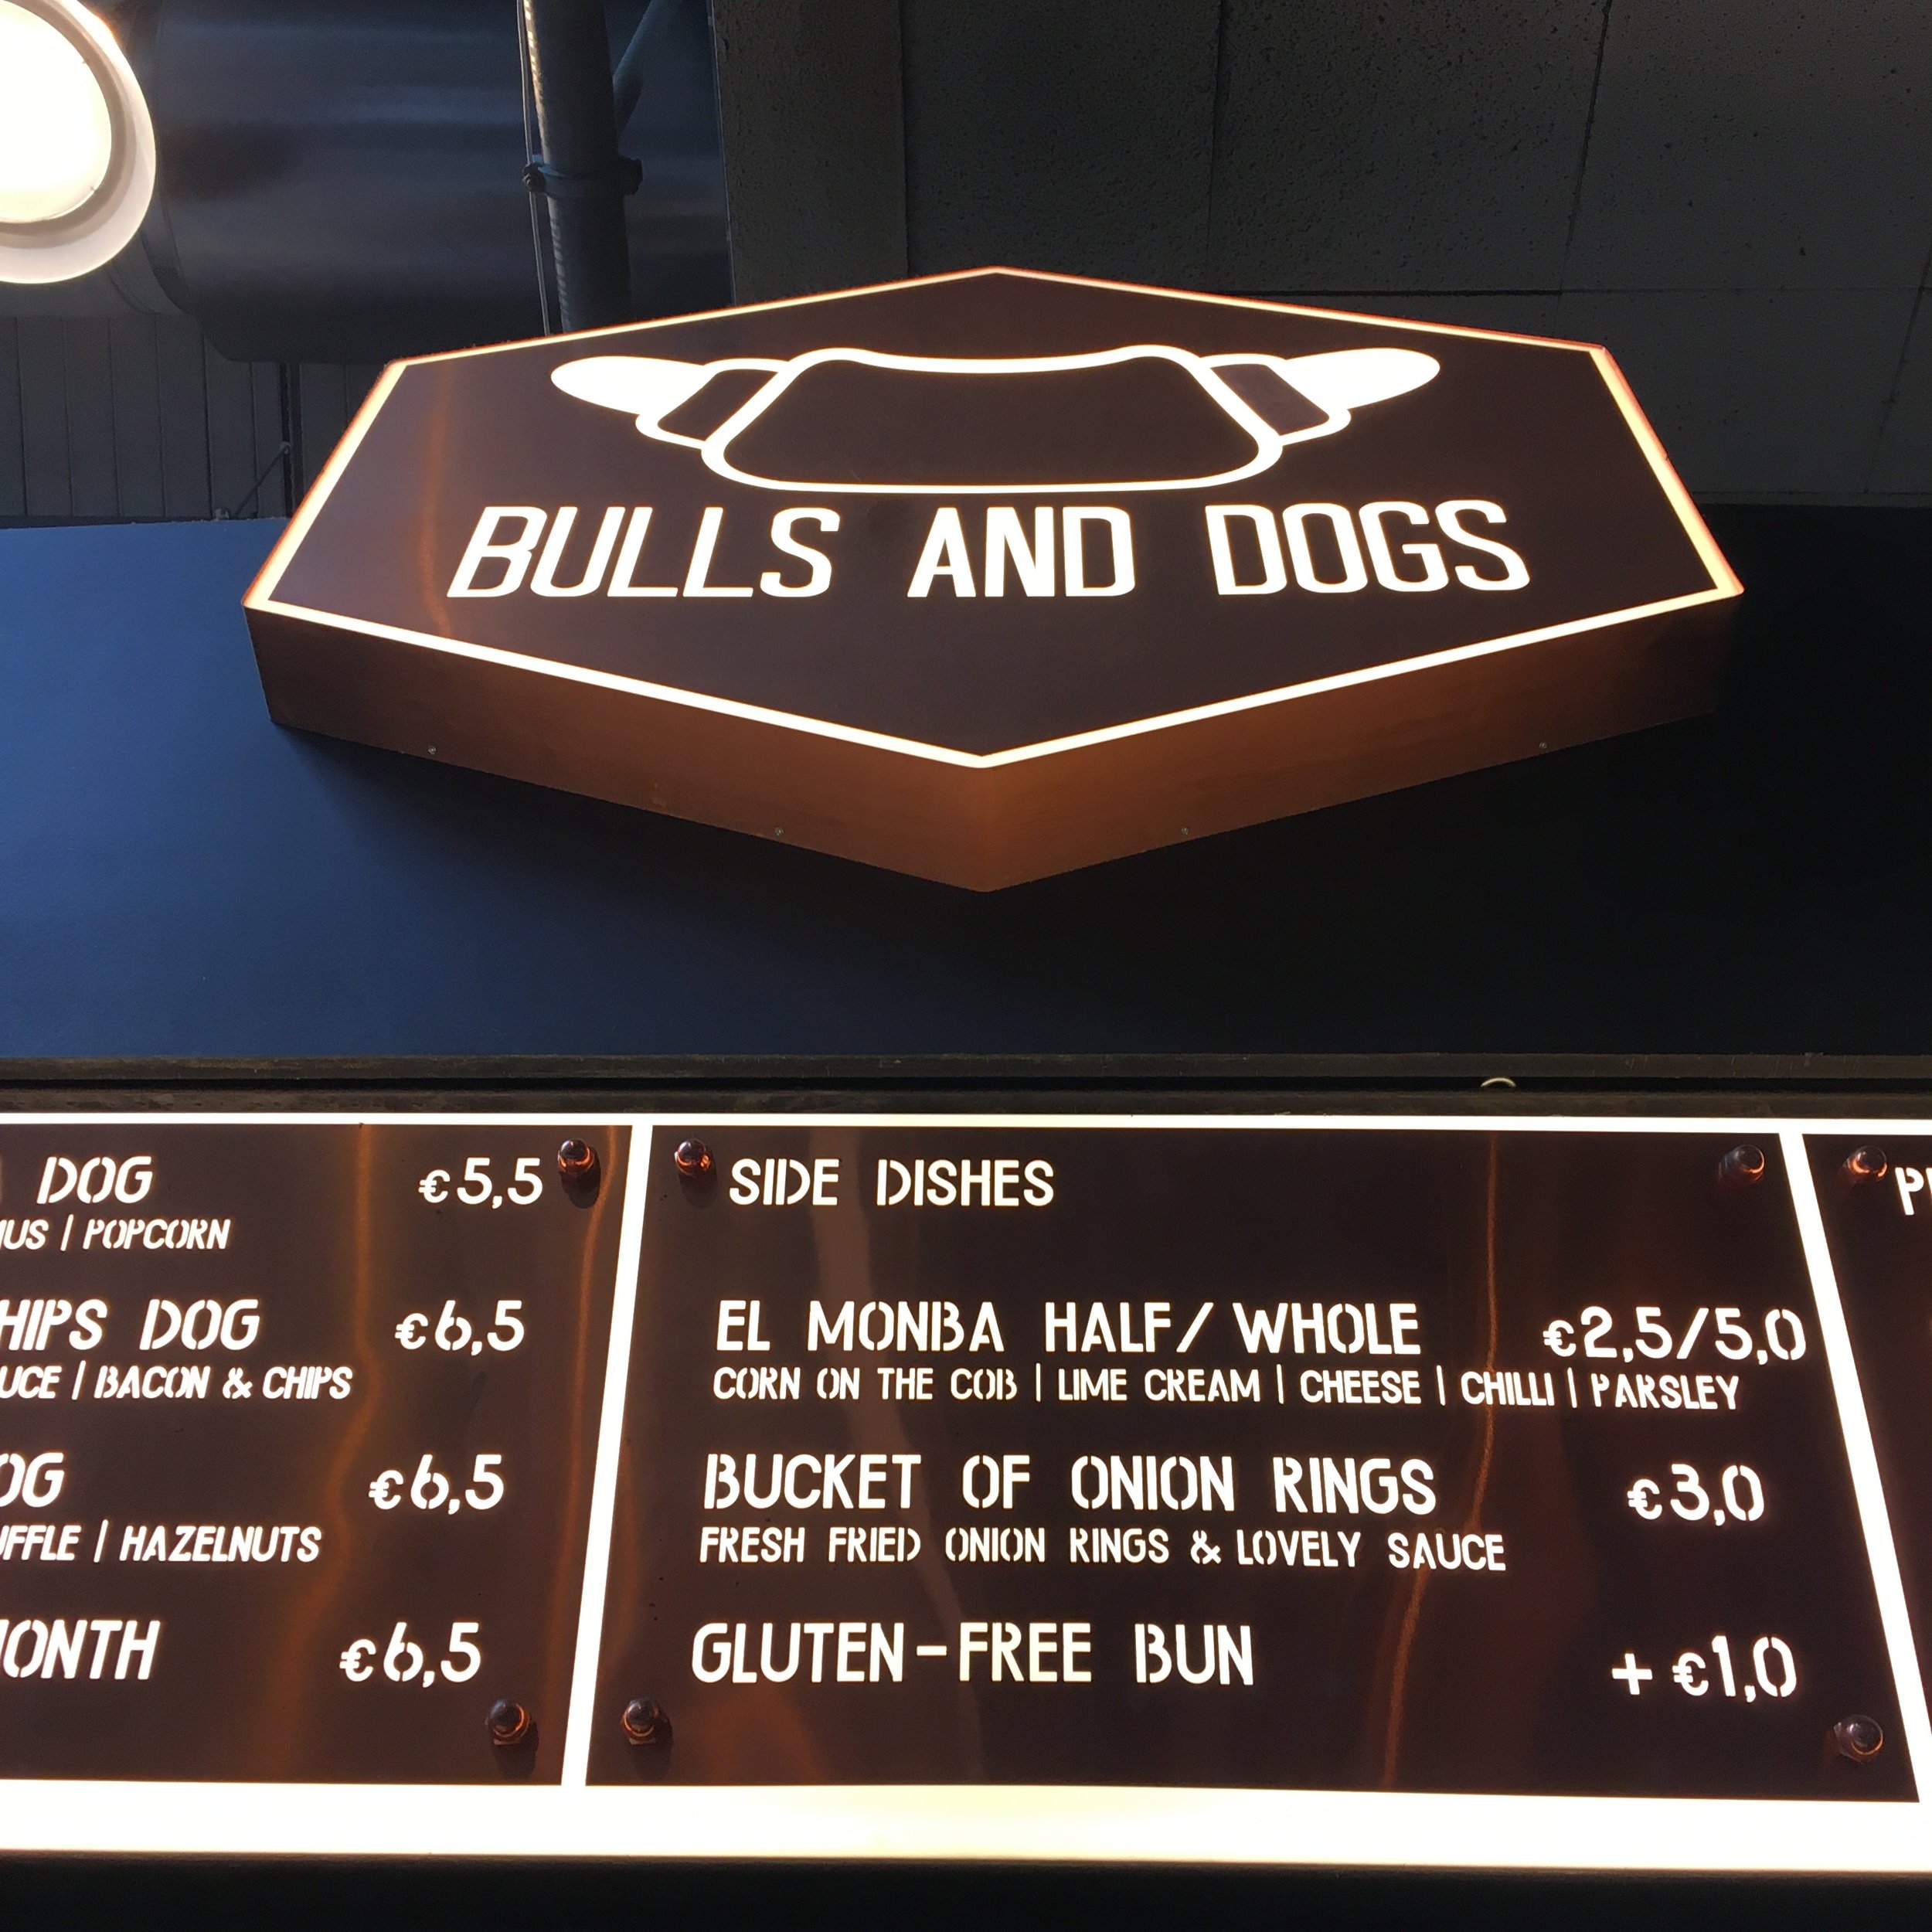 BULLS AND DOGS
DOG €5,5
| POPCORN
DOG €6,5
| BACON & CHIPS
€6,5
| HAZELNUTS
€6,5
SIDE DISHES
EL MONBA HALF/WHOLE €2,5/5,0
CORN ON THE COB | LIME CREAM | CHEESE | CHILLI | PARSLEY
BUCKET OF ONION RINGS €3,0
FRESH FRIED ONION RINGS & LOVELY SAUCE
GLUTEN-FREE BUN + €1,0